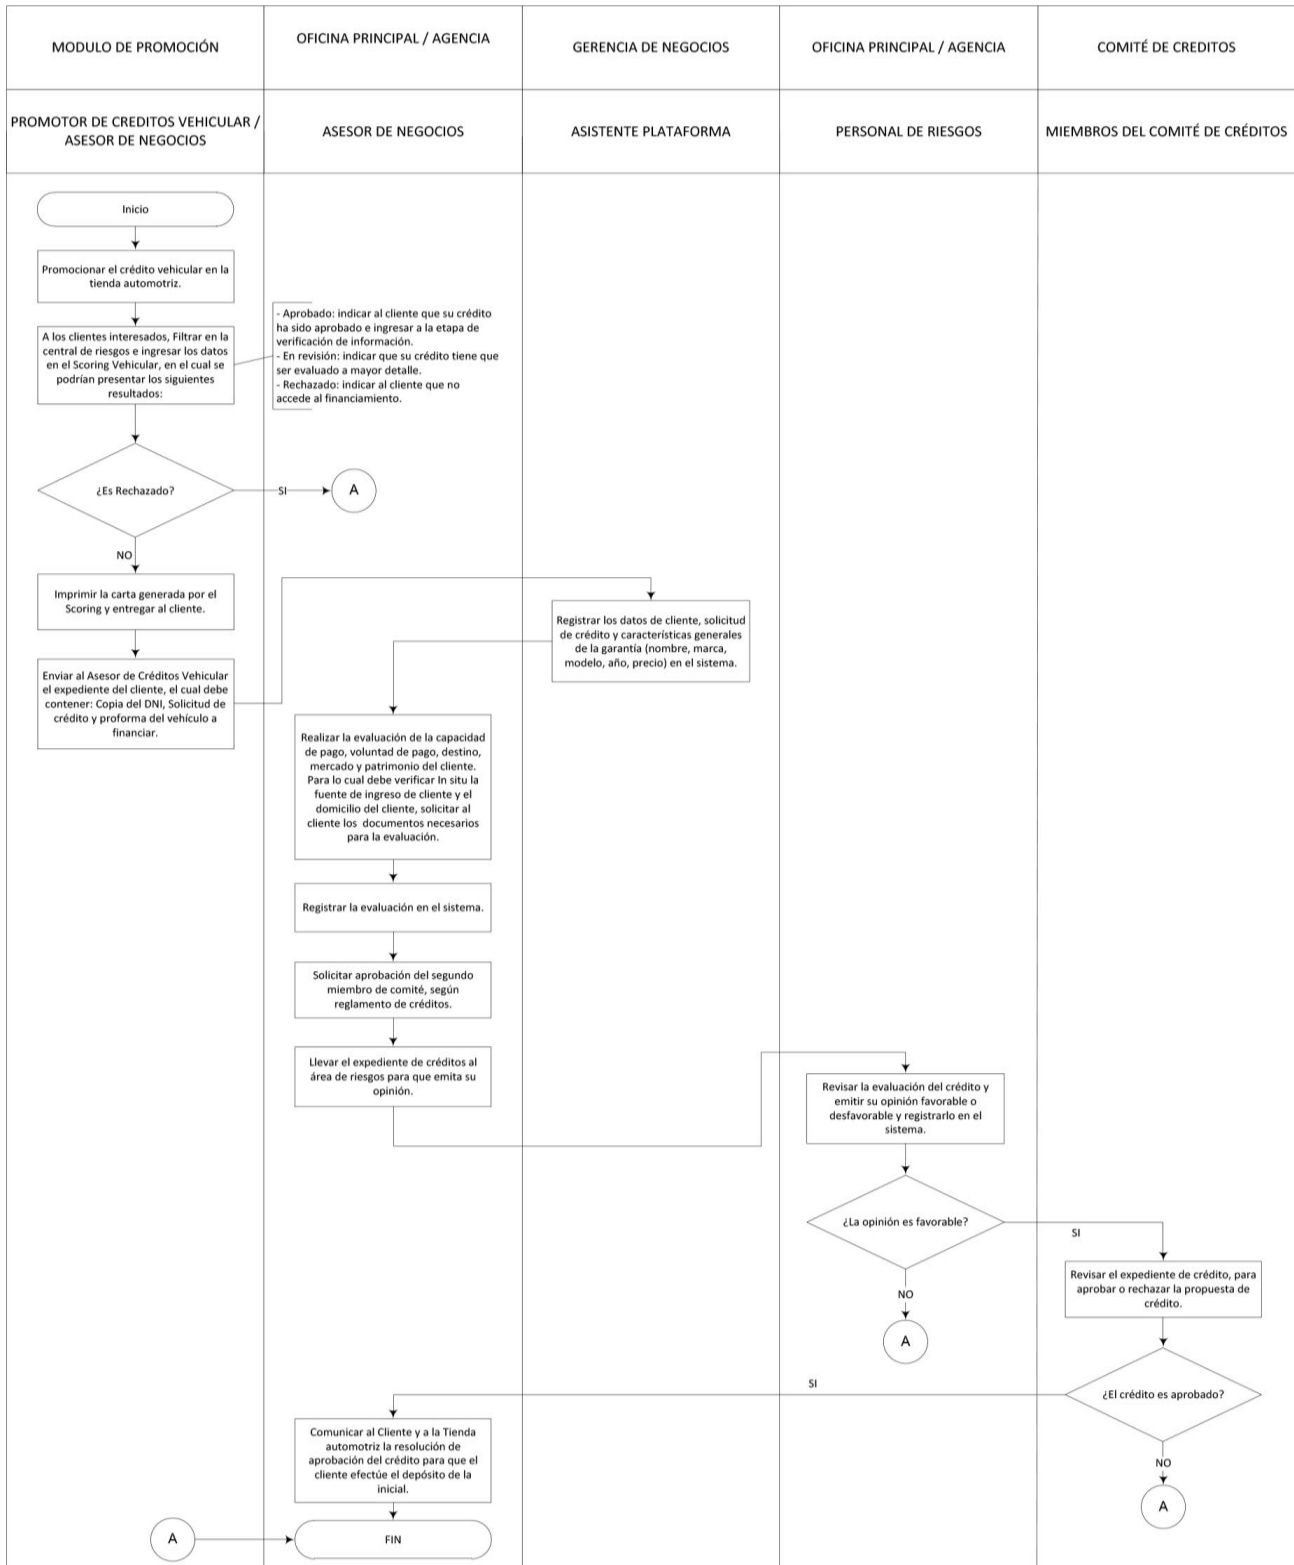 MODULO DE PROMOCIÓN
OFICINA PRINCIPAL / AGENCIA
GERENCIA DE NEGOCIOS
OFICINA PRINCIPAL / AGENCIA
COMITÉ DE CREDITOS
PROMOTOR DE CREDITOS VEHICULAR /
ASESOR DE NEGOCIOS
ASESOR DE NEGOCIOS
ASISTENTE PLATAFORMA
PERSONAL DE RIESGOS
MIEMBROS DEL COMITÉ DE CRÉDITOS
Inicio
Promocionar el crédito vehicular en la
tienda automotriz.
A los clientes interesados, Filtrar en la
central de riesgos e ingresar los datos
en el Scoring Vehicular, en el cual se
podrían presentar los siguientes
resultados:
- Aprobado: indicar al cliente que su crédito
ha sido aprobado e ingresar a la etapa de
verificación de información.
- En revisión: indicar que su crédito tiene que
ser evaluado a mayor detalle.
- Rechazado: indicar al cliente que no
accede al financiamiento.
¿Es Rechazado?
SI
A
NO
Imprimir la carta generada por el
Scoring y entregar al cliente.
Enviar al Asesor de Créditos Vehicular
el expediente del cliente, el cual debe
contener: Copia del DNI, Solicitud de
crédito y proforma del vehículo a
financiar.
Registrar los datos de cliente, solicitud
de crédito y características generales
de la garantía (nombre, marca,
modelo, año, precio) en el sistema.
Realizar la evaluación de la capacidad
de pago, voluntad de pago, destino,
mercado y patrimonio del cliente.
Para lo cual debe verificar In situ la
fuente de ingreso de cliente y el
domicilio del cliente, solicitar al
cliente los documentos necesarios
para la evaluación.
Registrar la evaluación en el sistema.
Solicitar aprobación del segundo
miembro de comité, según
reglamento de créditos.
Llevar el expediente de créditos al
área de riesgos para que emita su
opinión.
Revisar la evaluación del crédito y
emitir su opinión favorable o
desfavorable y registrarlo en el
sistema.
¿La opinión es favorable?
SI
NO
A
Revisar el expediente de crédito, para
aprobar o rechazar la propuesta de
crédito.
¿El crédito es aprobado?
SI
NO
A
Comunicar al Cliente y a la Tienda
automotriz la resolución de
aprobación del crédito para que el
cliente efectúe el depósito de la
inicial.
A
FIN